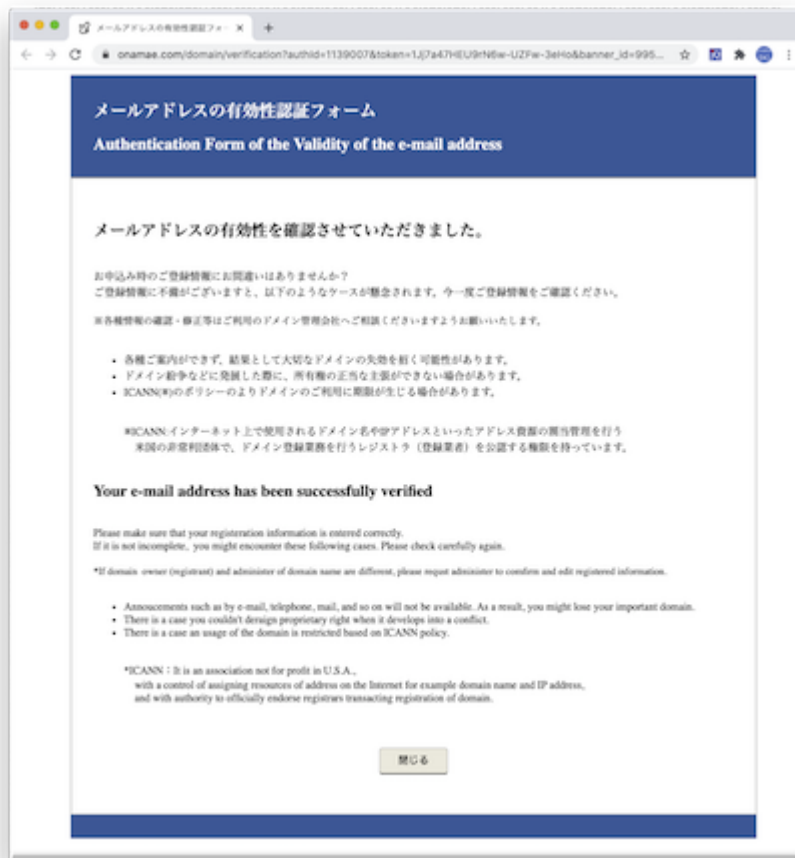 メールアドレスの有効性認証フォー
onamae.com/domain/verification?authid=1139007&token=1Jj7a47HEU9rN6w-UZFw-3eHo&banner_id=995...
メールアドレスの有効性認証フォーム
Authentication Form of the Validity of the e-mail address
メールアドレスの有効性を確認させていただきました。
お申込み時のご登録情報にお間違いはありませんか？
ご登録情報に不備がございますと、以下のようなケースが懸念されます。今一度ご登録情報をご確認ください。
※各種情報の確認・修正等はご利用のドメイン管理会社へご相談くださいますようお願いいたします。
• 各種ご案内ができず、結果として大切なドメインの失効を招く可能性があります。
• ドメイン紛争などに発展した際に、所有権の正当な主張ができない場合があります。
• ICANN(※)のポリシーのよりドメインのご利用に期限が生じる場合があります。
※ICANN:インターネット上で使用されるドメイン名やIPアドレスといったアドレス資源の割当管理を行う
米国の非営利団体で、ドメイン登録業務を行うレジストラ（登録業者）を公認する権限を持っています。
Your e-mail address has been successfully verified
Please make sure that your registeration information is entered correctly.
If it is not incomplete, you might encounter these following cases. Please check carefully again.
*If domain owner (registrant) and administer of domain name are different, please requst administer to comfirm and edit registered information.
• Annoucements such as by e-mail, telephone, mail, and so on will not be available. As a result, you might lose your important domain.
• There is a case you couldn't deraign proprietary right when it develops into a conflict.
• There is a case an usage of the domain is restricted based on ICANN policy.
*ICANN：It is an association not for profit in U.S.A.,
with a control of assigning resources of address on the Internet for example domain name and IP address,
and with authority to officially endorse registrars transacting registration of domain.
閉じる